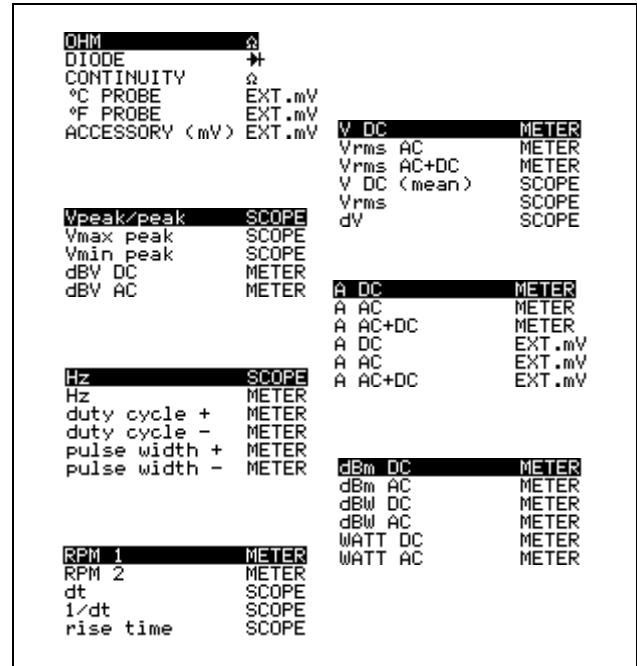 OHM Ω
DIODE
CONTINUITY Ω
°C PROBE EXT.mV
°F PROBE EXT.mV
ACCESSORY (mV) EXT.mV
V DC METER
Vrms AC METER
Vrms AC+DC METER
V DC (mean) SCOPE
Vrms SCOPE
dV SCOPE
Vpeak/peak SCOPE
Vmax peak SCOPE
Vmin peak SCOPE
dBV DC METER
dBV AC METER
A DC METER
A AC METER
A AC+DC METER
A DC EXT.mV
A AC EXT.mV
A AC+DC EXT.mV
Hz SCOPE
Hz METER
duty cycle + METER
duty cycle - METER
pulse width + METER
pulse width - METER
dBm DC METER
dBm AC METER
dBW DC METER
dBW AC METER
WATT DC METER
WATT AC METER
RPM 1 METER
RPM 2 METER
dt SCOPE
1/dt SCOPE
rise time SCOPE